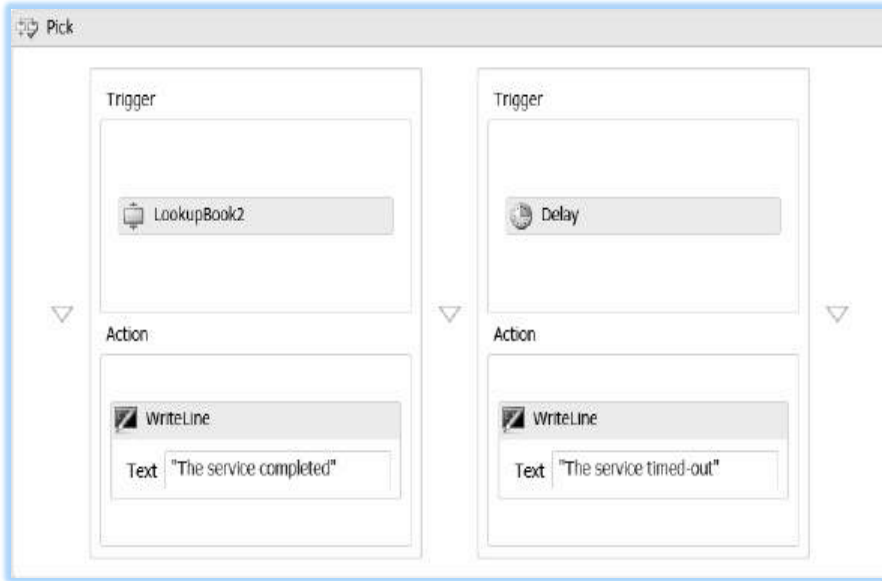 Pick
Trigger
LookupBook2
Action
WriteLine
Text "The service completed"
Trigger
Delay
Action
WriteLine
Text "The service timed-out"